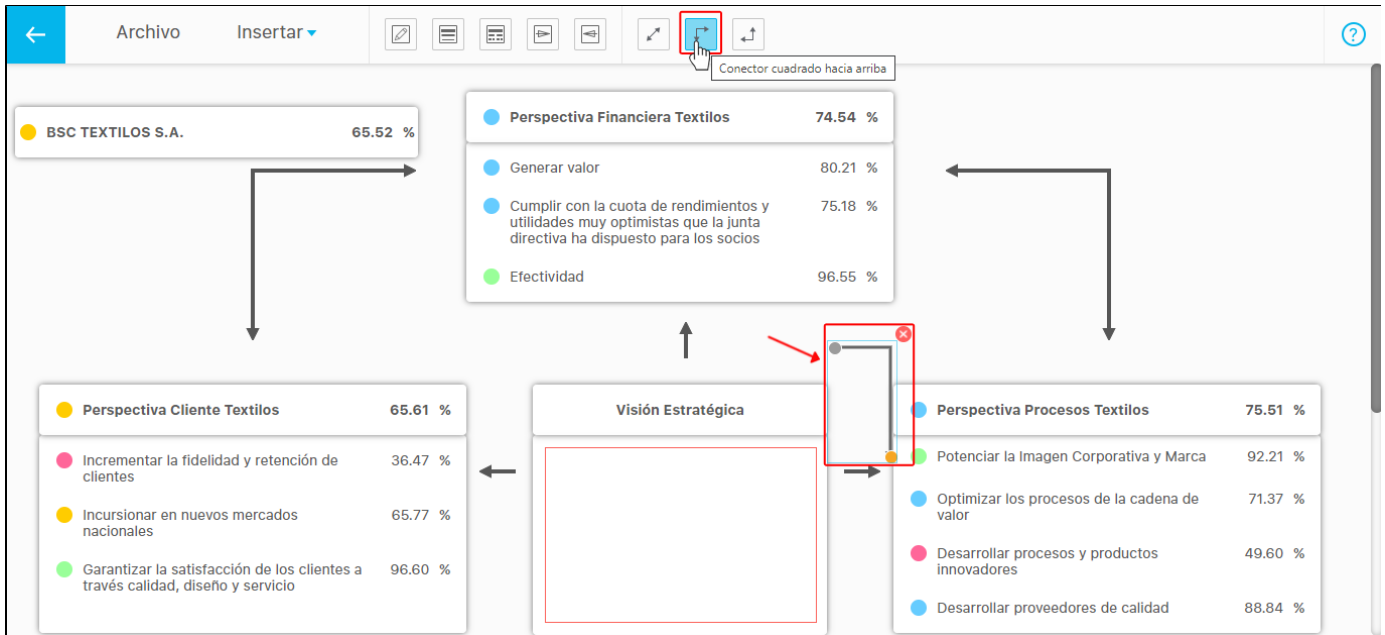 Archivo
Insertar
?
Conector cuadrado hacia arriba
BSC TEXTILOS S.A. 65.52 %
Perspectiva Financiera Textilos 74.54 %
Generar valor 80.21 %
Cumplir con la cuota de rendimientos y 75.18 %
utilidades muy optimistas que la junta
directiva ha dispuesto para los socios
Efectividad 96.55 %
Perspectiva Cliente Textilos 65.61 %
Incrementar la fidelidad y retención de 36.47 %
clientes
Incursionar en nuevos mercados 65.77 %
nacionales
Garantizar la satisfacción de los clientes a 96.60 %
través calidad, diseño y servicio
Visión Estratégica
Perspectiva Procesos Textilos 75.51 %
Potenciar la Imagen Corporativa y Marca 92.21 %
Optimizar los procesos de la cadena de 71.37 %
valor
Desarrollar procesos y productos 49.60 %
innovadores
Desarrollar proveedores de calidad 88.84 %